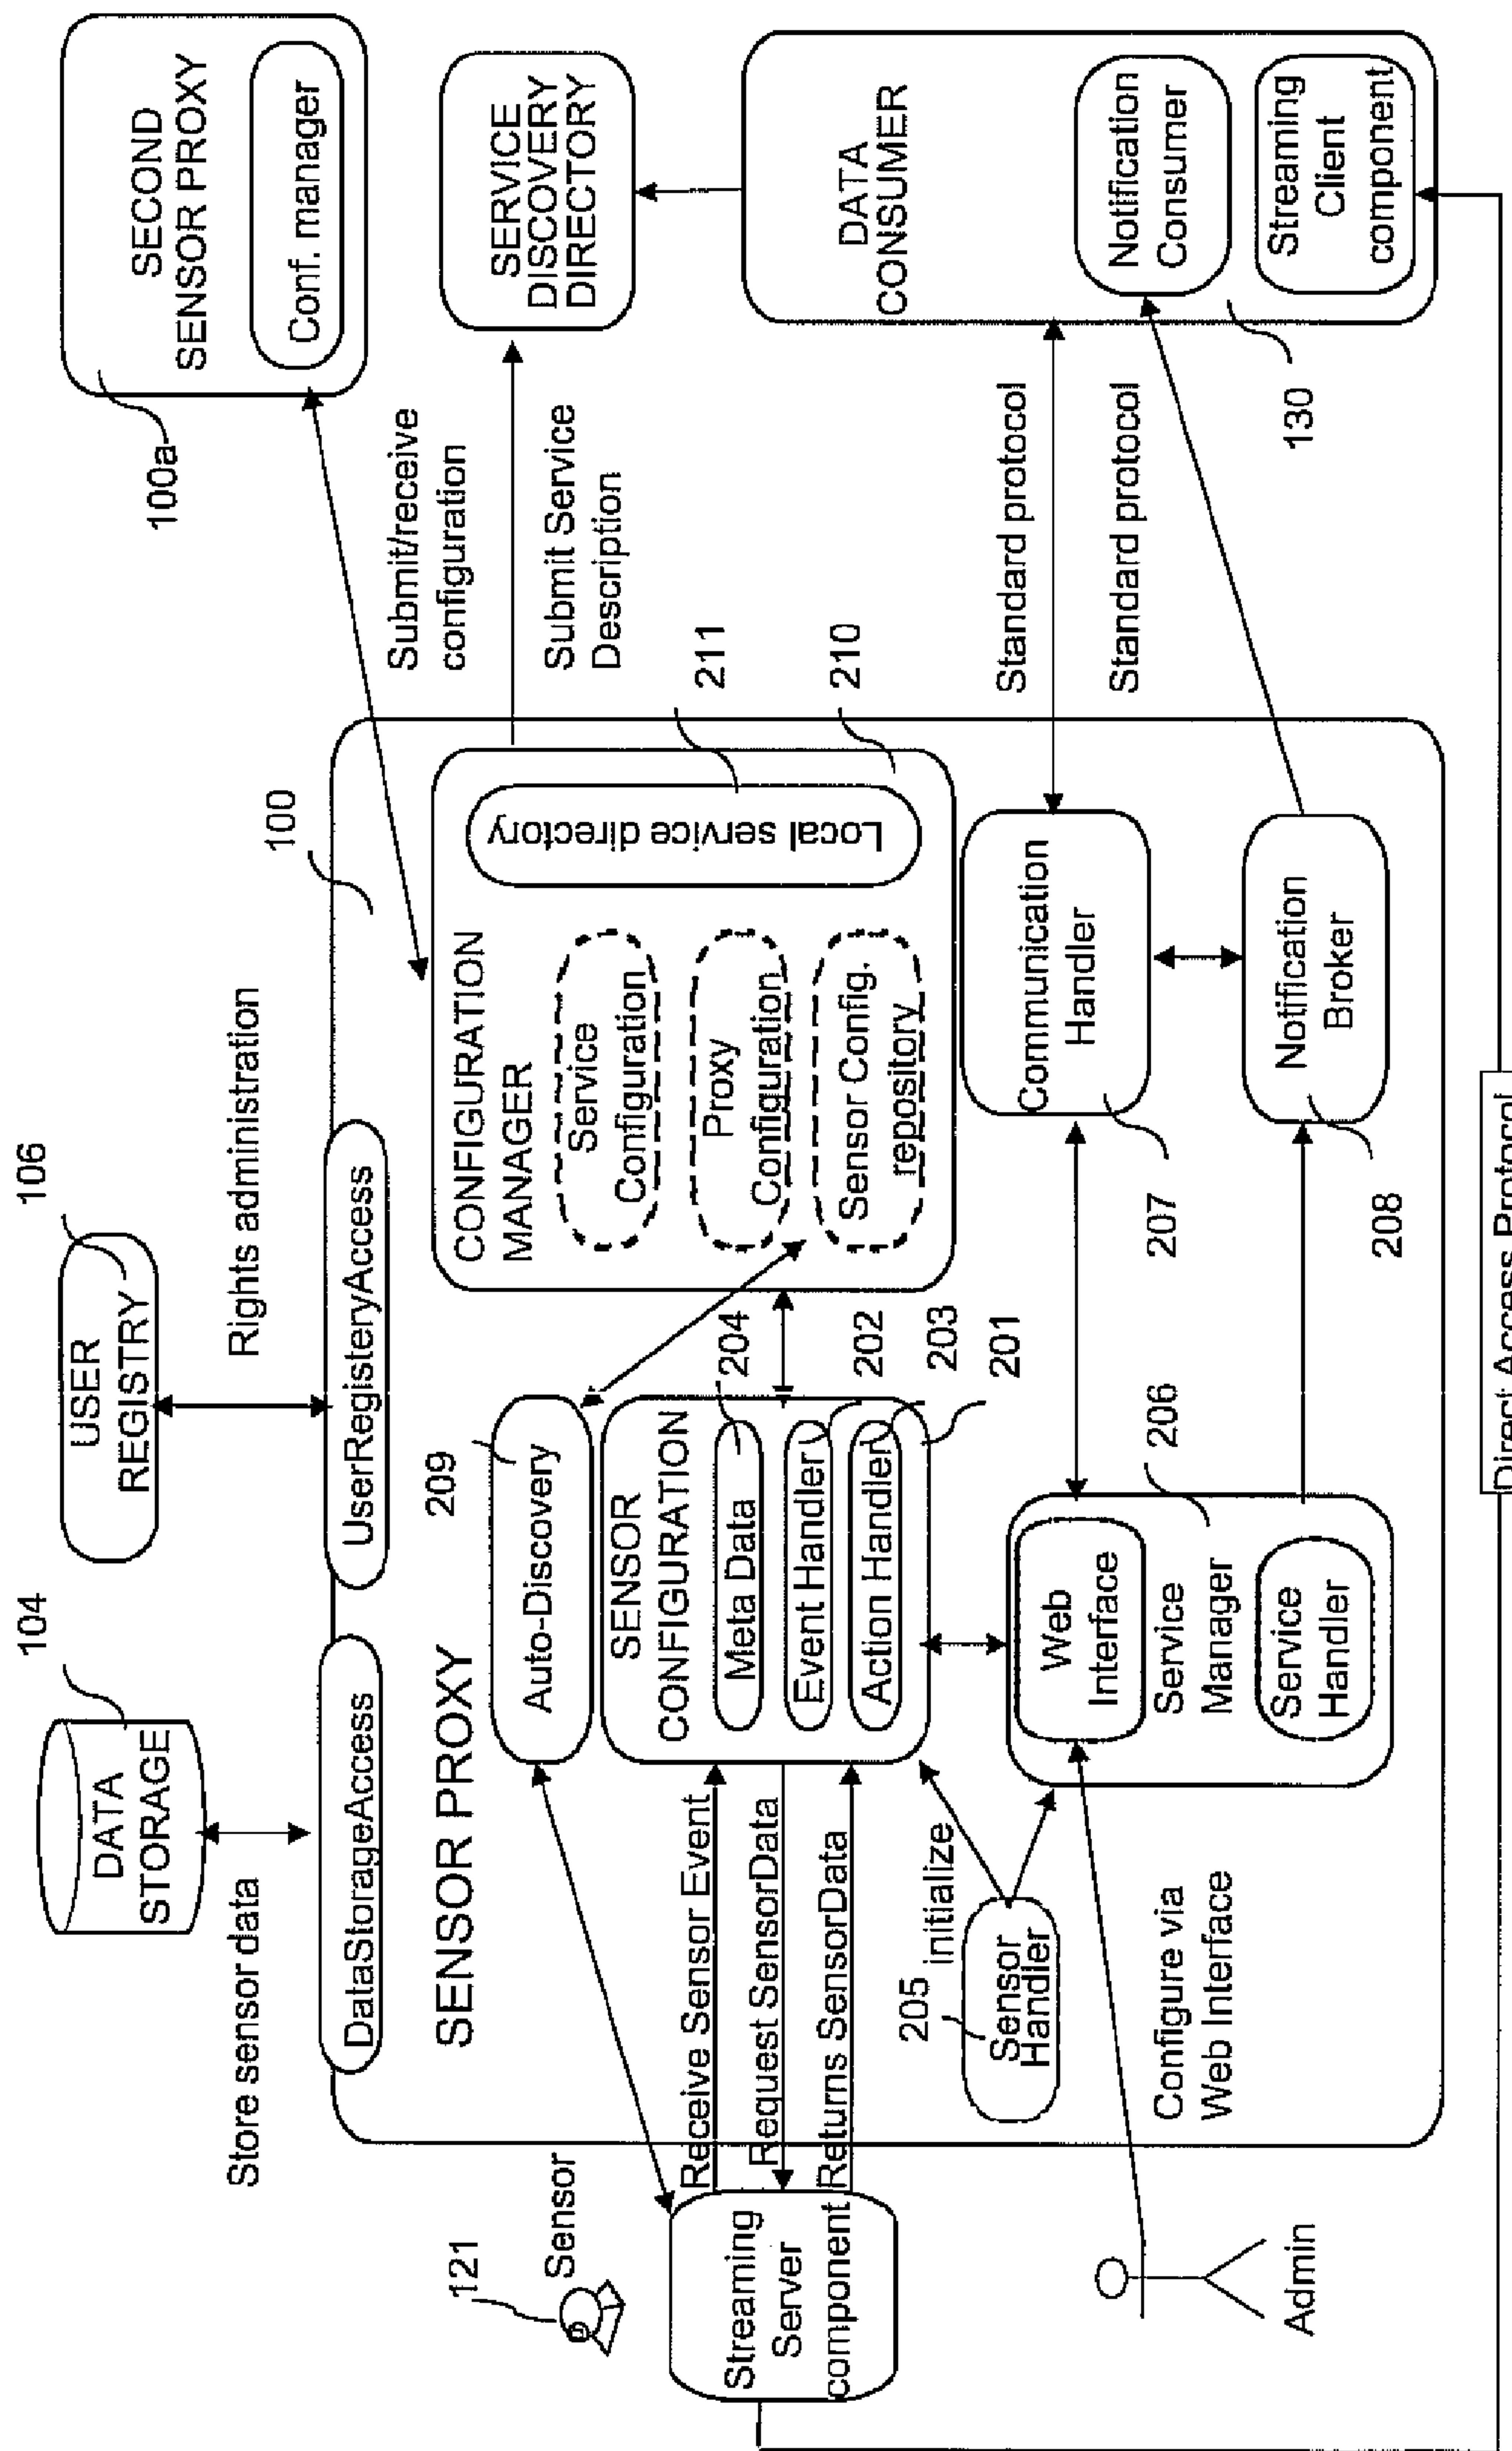 104
106
DATA
STORAGE
USER
REGISTRY
Store sensor data
Rights administration
DataStorageAccess
UserRegisteryAccess
100
SENSOR PROXY
100a
SECOND
SENSOR PROXY
Conf. manager
Submit/receive
configuration
SERVICE
DISCOVERY
DIRECTORY
Submit Service
Description
121
Sensor
Streaming
Server
component
209
Auto-Discovery
SENSOR
CONFIGURATION
Meta Data
Event Handler
Action Handler
204
202
203
201
Receive Sensor Event
Request SensorData
Returns SensorData
CONFIGURATION
MANAGER
Service
Configuration
Proxy
Configuration
Sensor Config.
repository
Local service directory
211
210
205
initialize
Sensor
Handler
Configure via
Web Interface
Admin
Web
Interface
Service
Manager
Service
Handler
206
207
208
Communication
Handler
Notification
Broker
Standard protocol
Standard protocol
DATA
CONSUMER
Notification
Consumer
Streaming
Client
component
130
Direct Access Protocol